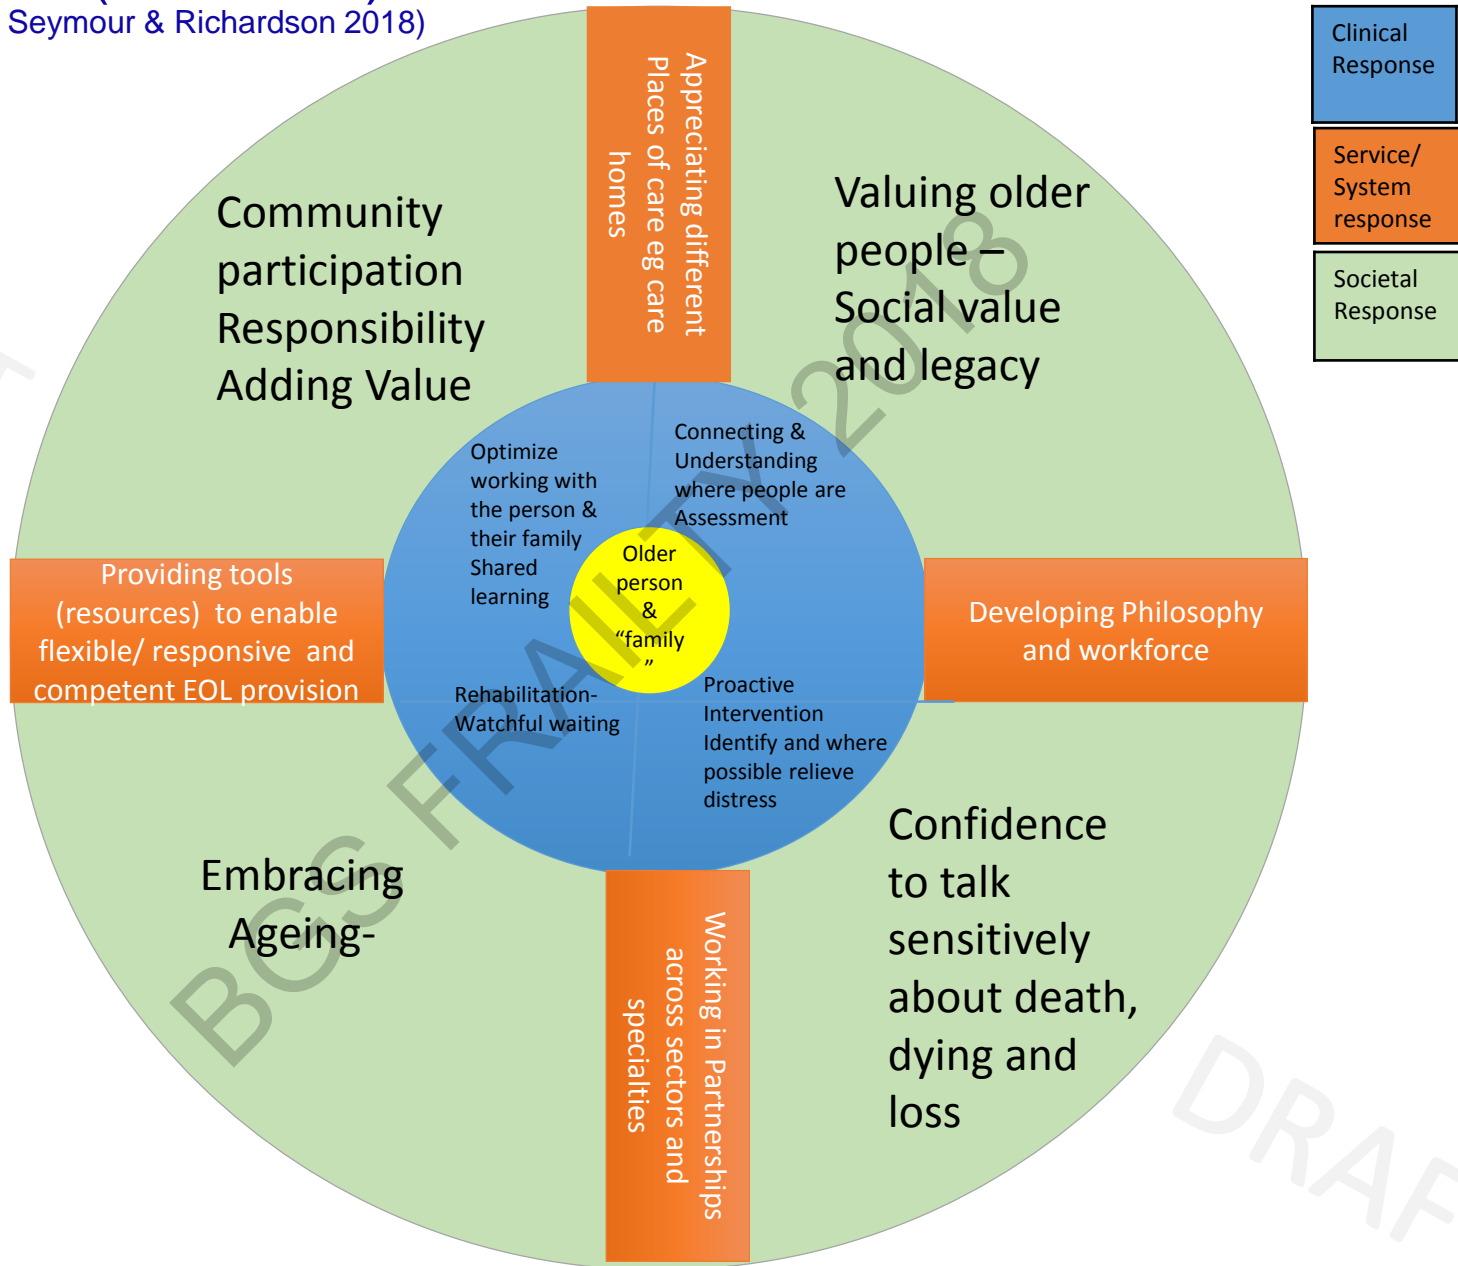 Seymour & Richardson 2018)
Clinical
Response
Service/
System
response
Societal
Response
Appreciating different
Places of care eg care
homes
Community
participation
Responsibility
Adding Value
Valuing older
people –
Social value
and legacy
Optimize
working with
the person &
their family
Shared
learning
Connecting &
Understanding
where people are
Assessment
Older
person
&
“family
”
Providing tools
(resources) to enable
flexible/ responsive and
competent EOL provision
Developing Philosophy
and workforce
Rehabilitation-
Watchful waiting
Proactive
Intervention
Identify and where
possible relieve
distress
Embracing
Ageing-
Confidence
to talk
sensitively
about death,
dying and
loss
Working in Partnerships
across sectors and
specialties
BGS FRAILTY 2018
DRAF